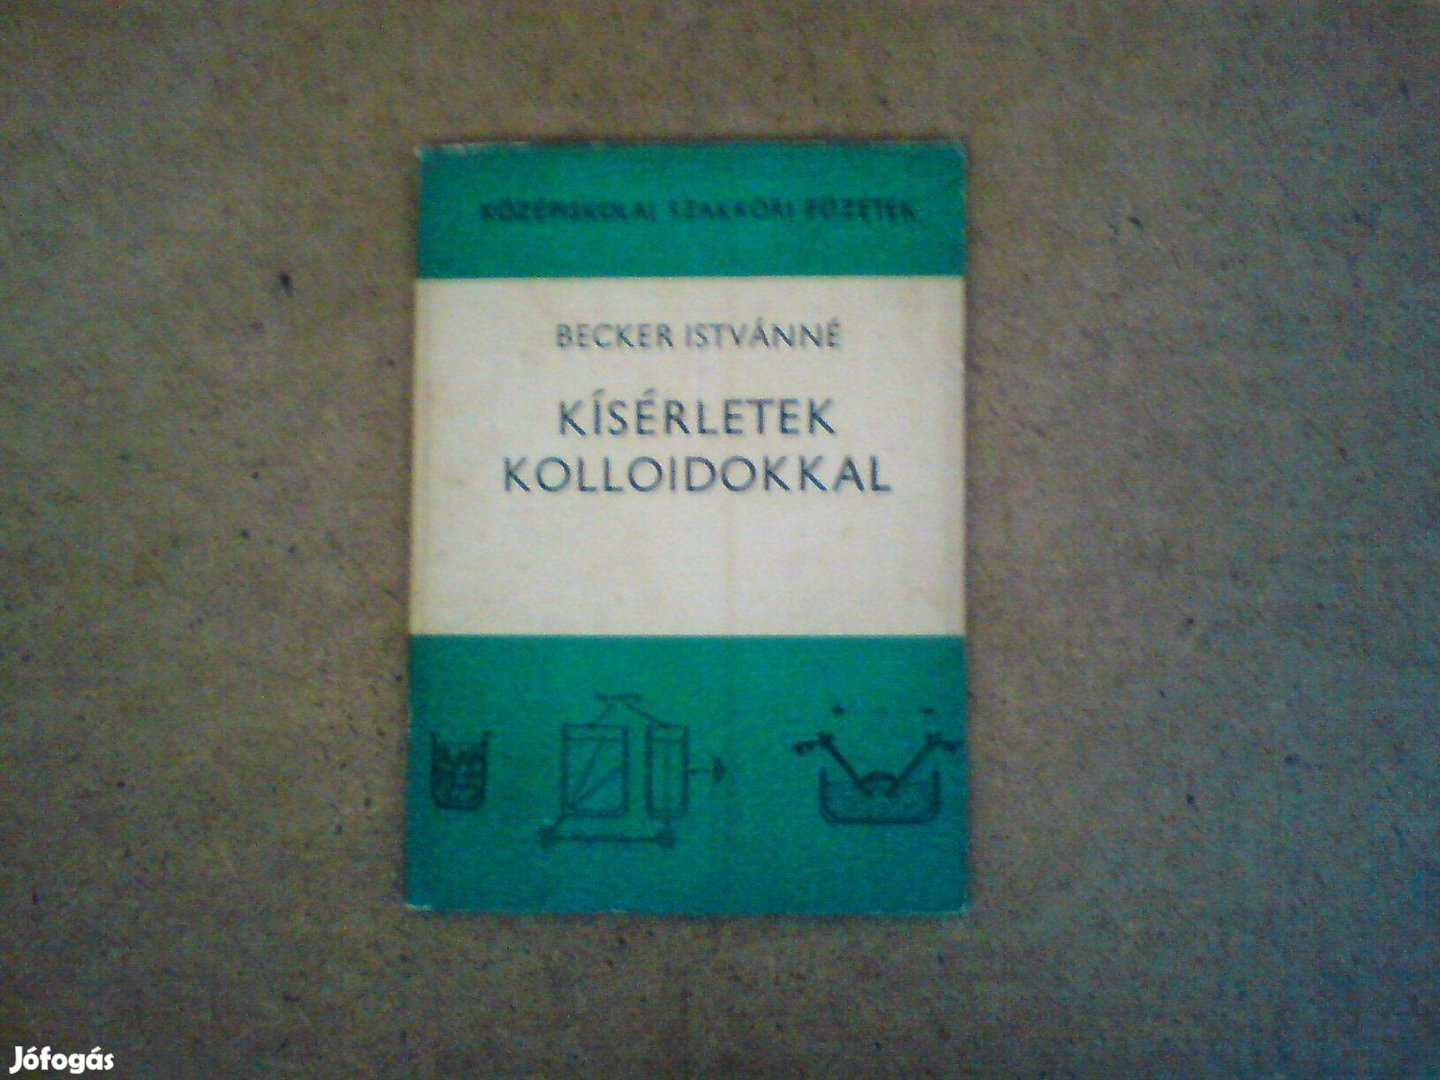 KÖZÉPISKOLAI SZAKKÖRI FÜZETEK
BECKER ISTVÁNNÉ
KÍSÉRLETEK
KOLLOIDOKKAL
+ −
Jófogás